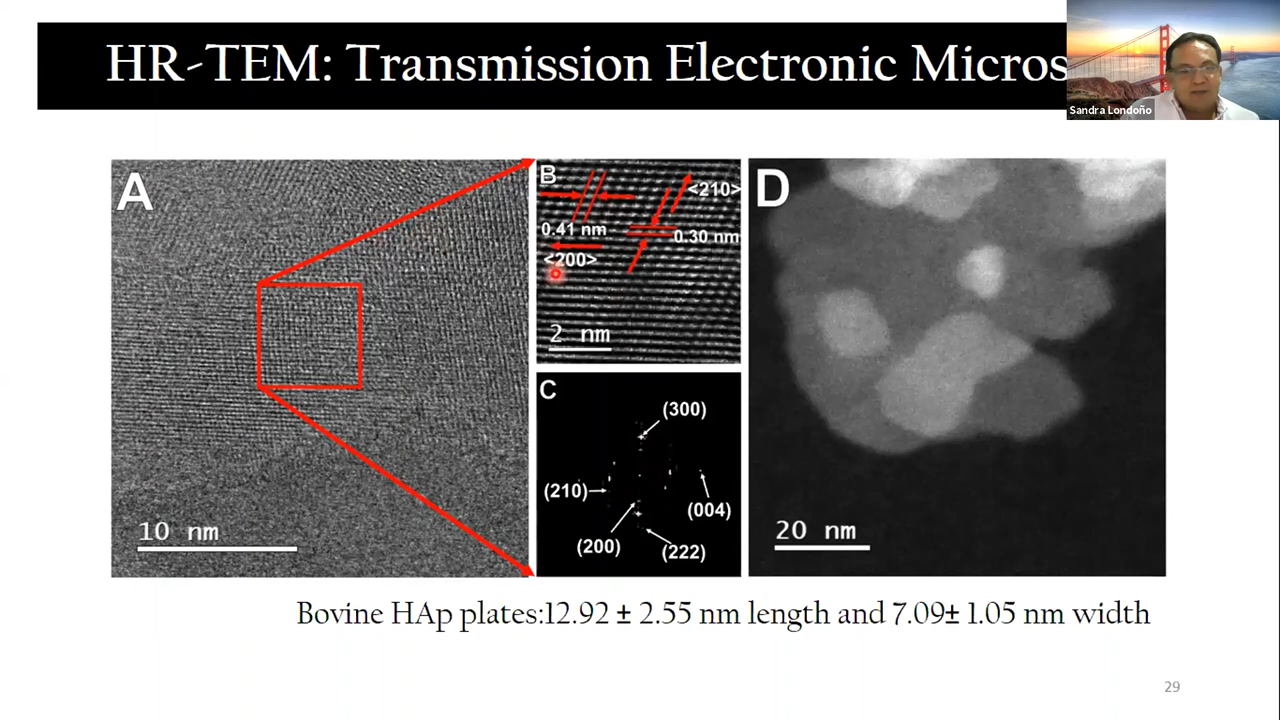 HR-TEM: Transmission Electronic Micros
Sandra Londoño
A
B
<210>
0.41 nm
0.30 nm
<200>
2 nm
10 nm
C
(300)
(210)
(004)
(200)
(222)
D
20 nm
Bovine HAp plates:12.92 ± 2.55 nm length and 7.09± 1.05 nm width
29